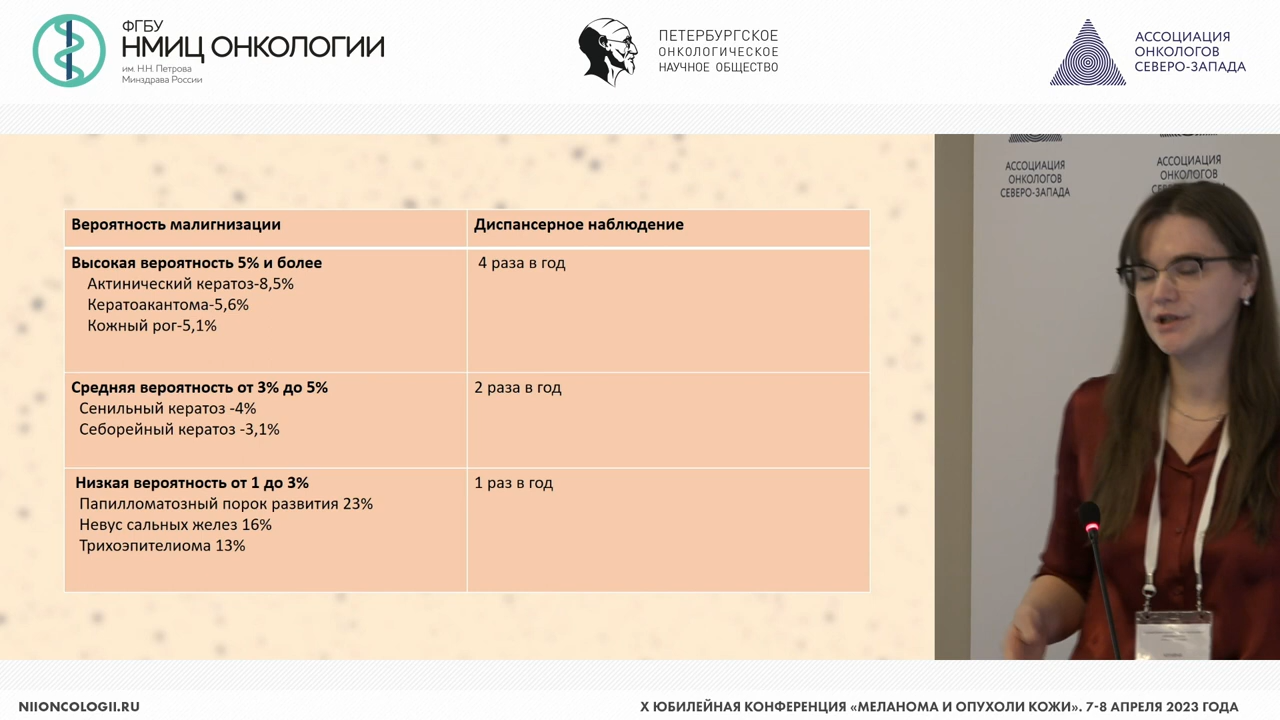 ФГБУ
НМИЦ ОНКОЛОГИИ
им. Н.Н. Петрова
Минздрава России
ПЕТЕРБУРГСКОЕ
ОНКОЛОГИЧЕСКОЕ
НАУЧНОЕ ОБЩЕСТВО
АССОЦИАЦИЯ
ОНКОЛОГОВ
СЕВЕРО-ЗАПАДА
Вероятность малигнизации
Диспансерное наблюдение
Высокая вероятность 5% и более
Актинический кератоз-8,5%
Кератоакантома-5,6%
Кожный рог-5,1%
4 раза в год
Средняя вероятность от 3% до 5%
Сенильный кератоз -4%
Себорейный кератоз -3,1%
2 раза в год
Низкая вероятность от 1 до 3%
Папилломатозный порок развития 23%
Невус сальных желез 16%
Трихоэпителиома 13%
1 раз в год
АССОЦИАЦИЯ
ОНКОЛОГОВ
СЕВЕРО-ЗАПАДА
АССОЦИАЦИЯ
ОНКОЛОГОВ
NIIONCOLOGII.RU
X ЮБИЛЕЙНАЯ КОНФЕРЕНЦИЯ «МЕЛАНОМА И ОПУХОЛИ КОЖИ». 7-8 АПРЕЛЯ 2023 ГОДА